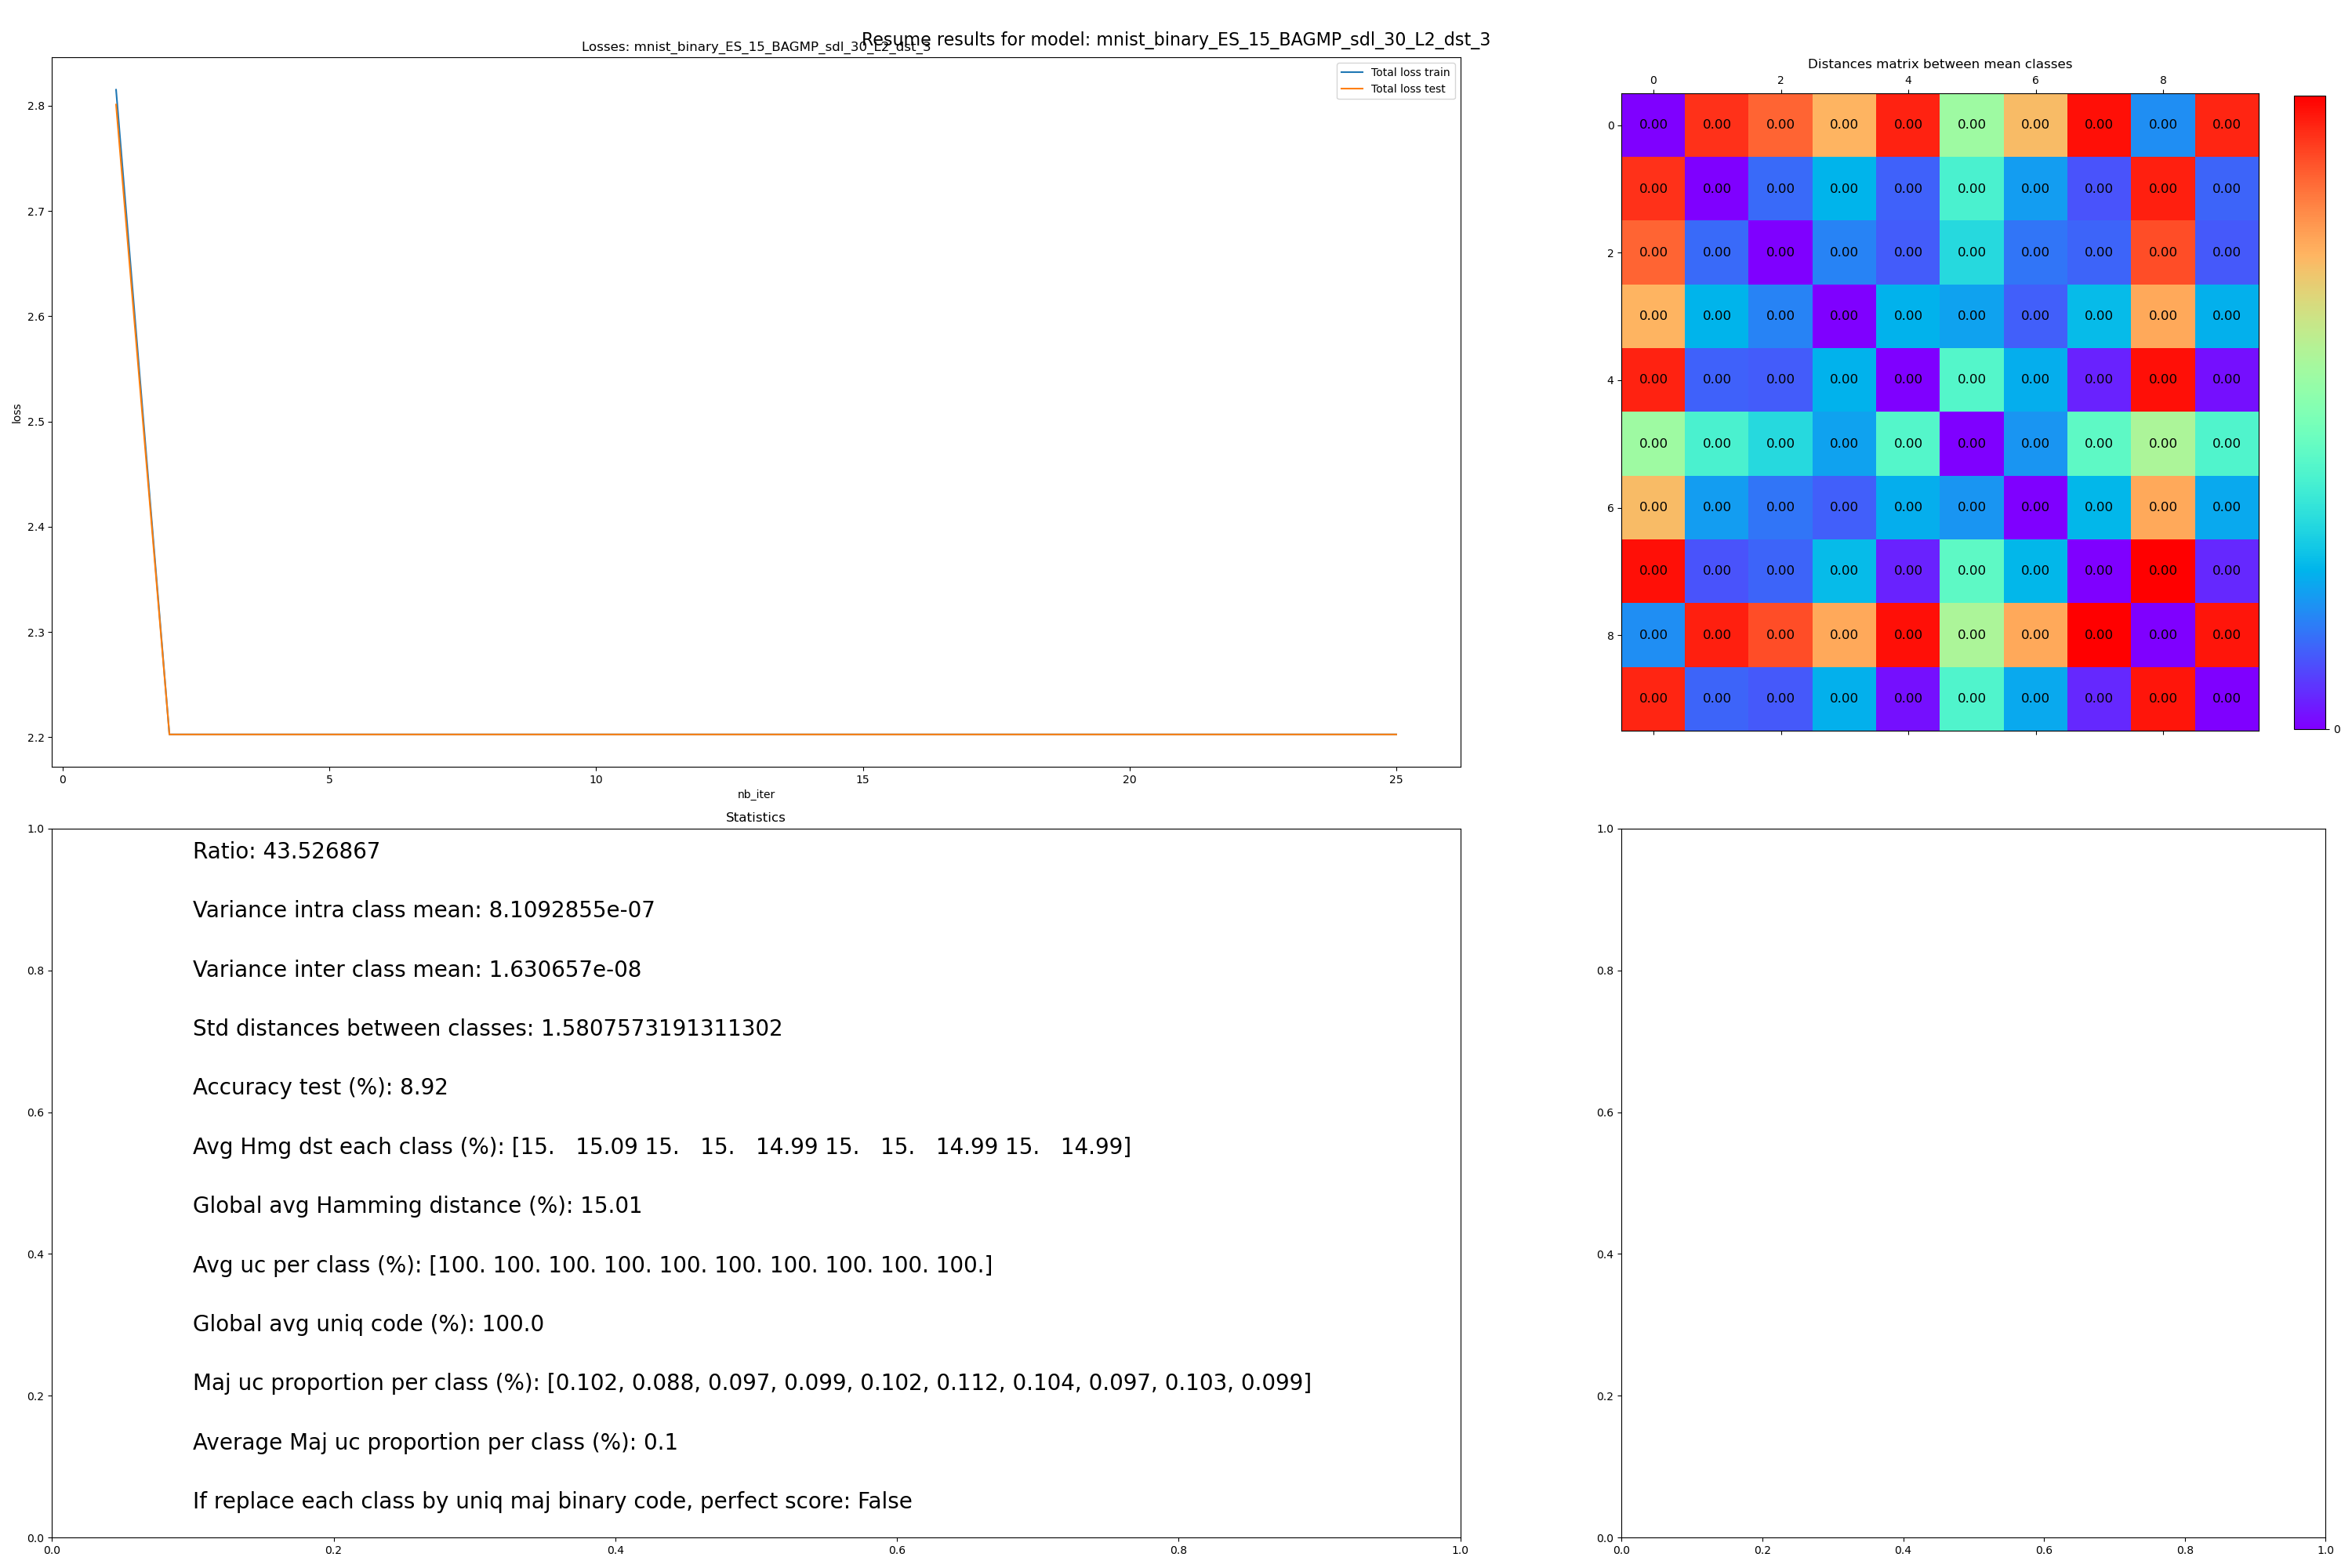 Resume results for model: mnist_binary_ES_15_BAGMP_sdl_30_L2_dst_3
Losses: mnist_binary_ES_15_BAGMP_sdl_30_L2_dst_3
Total loss train
Total loss test
2.8
2.7
2.6
2.5
2.4
2.3
2.2
loss
0 5 10 15 20 25
nb_iter
Distances matrix between mean classes
0 2 4 6 8
0 0.00 0.00 0.00 0.00 0.00 0.00 0.00 0.00 0.00 0.00
0.00 0.00 0.00 0.00 0.00 0.00 0.00 0.00 0.00 0.00
2 0.00 0.00 0.00 0.00 0.00 0.00 0.00 0.00 0.00 0.00
0.00 0.00 0.00 0.00 0.00 0.00 0.00 0.00 0.00 0.00
4 0.00 0.00 0.00 0.00 0.00 0.00 0.00 0.00 0.00 0.00
0.00 0.00 0.00 0.00 0.00 0.00 0.00 0.00 0.00 0.00
6 0.00 0.00 0.00 0.00 0.00 0.00 0.00 0.00 0.00 0.00
0.00 0.00 0.00 0.00 0.00 0.00 0.00 0.00 0.00 0.00
8 0.00 0.00 0.00 0.00 0.00 0.00 0.00 0.00 0.00 0.00
0.00 0.00 0.00 0.00 0.00 0.00 0.00 0.00 0.00 0.00
0
Statistics
Ratio: 43.526867
Variance intra class mean: 8.1092855e-07
Variance inter class mean: 1.630657e-08
Std distances between classes: 1.5807573191311302
Accuracy test (%): 8.92
Avg Hmg dst each class (%): [15. 15.09 15. 15. 14.99 15. 15. 14.99 15. 14.99]
Global avg Hamming distance (%): 15.01
Avg uc per class (%): [100. 100. 100. 100. 100. 100. 100. 100. 100. 100.]
Global avg uniq code (%): 100.0
Maj uc proportion per class (%): [0.102, 0.088, 0.097, 0.099, 0.102, 0.112, 0.104, 0.097, 0.103, 0.099]
Average Maj uc proportion per class (%): 0.1
If replace each class by uniq maj binary code, perfect score: False
1.0
0.8
0.6
0.4
0.2
0.0
0.0 0.2 0.4 0.6 0.8 1.0
1.0
0.8
0.6
0.4
0.2
0.0
0.0 0.2 0.4 0.6 0.8 1.0